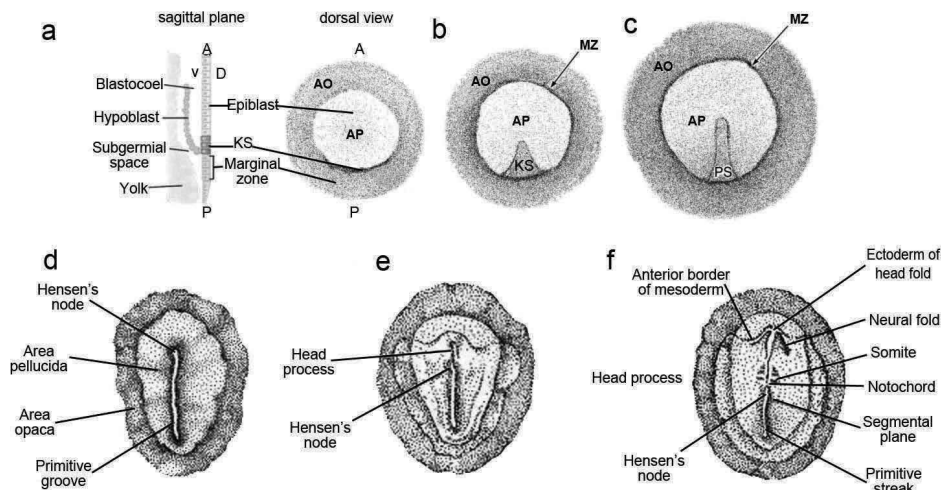 sagittal plane
dorsal view
a
A
V
D
Blastocoel
Hypoblast
Subgermial
space
Yolk
Epiblast
KS
Marginal
zone
P
A
AO
AP
P
b
MZ
AO
AP
KS
c
MZ
AO
AP
PS
d
Hensen's
node
Area
pellucida
Area
opaca
Primitive
groove
e
Head
process
Hensen's
node
f
Anterior border
of mesoderm
Head process
Hensen's
node
Ectoderm of
head fold
Neural fold
Somite
Notochord
Segmental
plane
Primitive
streak